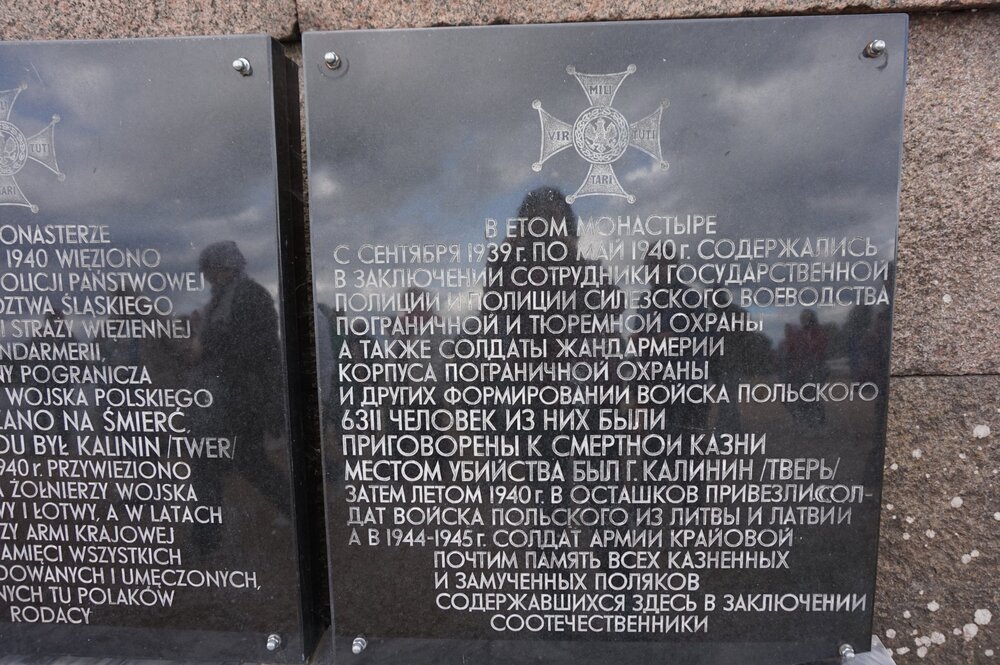 ONASTERZE
1940 WIĘZIONO
OLICJI PAŃSTWOWEJ
ÓDZTWA ŚLĄSKIEGO
I STRAŻY WIĘZIENNEJ
NDARMERII,
NY POGRANICZA
WOJSKA POLSKIEGO
ZANO NA ŚMIERĆ,
DU BYŁ KALININ /TWER/
940 r. PRZYWIEZIONO
A ŻOŁNIERZY WOJSKA
WY I ŁOTWY, A W LATACH
ZY ARMI KRAJOWEJ
PAMIĘCI WSZYSTKICH
DOWANYCH I UMĘCZONYCH,
NYCH TU POLAKÓW
RODACY
TUTI
TARI
MILI
VIR TUTI
TARI
В ЕТОМ МОНАСТЫРЕ
С СЕНТЯБРЯ 1939 г. ПО МАЙ 1940 г. СОДЕРЖАЛИСЬ
В ЗАКЛЮЧЕНИИ СОТРУДНИКИ ГОСУДАРСТВЕННОЙ
ПОЛИЦИИ И ПОЛИЦИИ СИЛЕЗСКОГО ВОЕВОДСТВА
ПОГРАНИЧНОЙ И ТЮРЕМНОЙ ОХРАНЫ
А ТАКЖЕ СОЛДАТЫ ЖАНДАРМЕРИИ
КОРПУСА ПОГРАНИЧНОЙ ОХРАНЫ
И ДРУГИХ ФОРМИРОВАНИИ ВОЙСКА ПОЛЬСКОГО
6311 ЧЕЛОВЕК ИЗ НИХ БЫЛИ
ПРИГОВОРЕНЫ К СМЕРТНОЙ КАЗНИ
МЕСТОМ УБИЙСТВА БЫЛ Г. КАЛИНИН /ТВЕРЬ/
ЗАТЕМ ЛЕТОМ 1940 г. В ОСТАШКОВ ПРИВЕЗЛИ СОЛ-
ДАТ ВОЙСКА ПОЛЬСКОГО ИЗ ЛИТВЫ И ЛАТВИИ
А В 1944-1945 г. СОЛДАТ АРМИИ КРАЙОВОЙ
ПОЧТИМ ПАМЯТЬ ВСЕХ КАЗНЕННЫХ
И ЗАМУЧЕННЫХ ПОЛЯКОВ
СОДЕРЖАВШИХСЯ ЗДЕСЬ В ЗАКЛЮЧЕНИИ
СООТЕЧЕСТВЕННИКИ